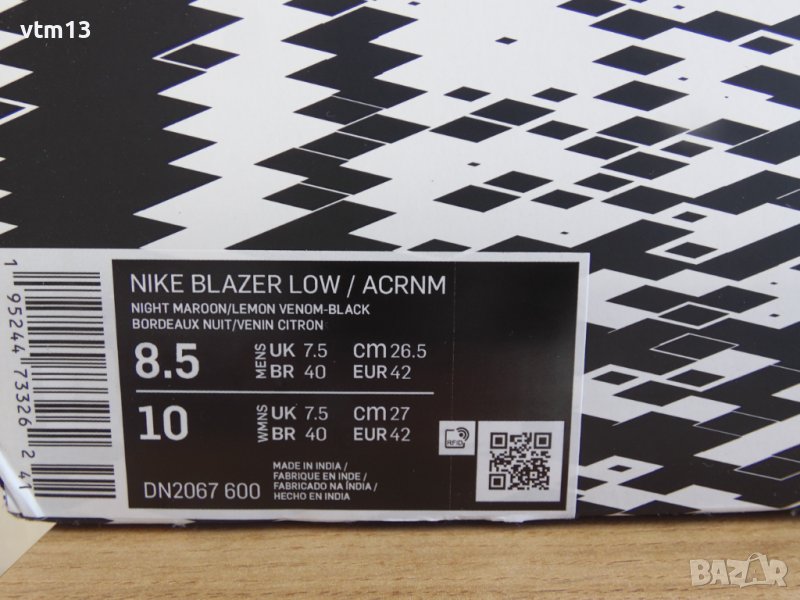 vtm13
NIKE BLAZER LOW / ACRNM
NIGHT MAROON/LEMON VENOM-BLACK
BORDEAUX NUIT/VENIN CITRON
8.5 MENS UK 7.5 CM 26.5
BR 40 EUR 42
10 WMNS UK 7.5 CM 27
BR 40 EUR 42
RFID
DN2067 600
MADE IN INDIA /
FABRIQUE EN INDE /
FABRICADO NA ÍNDIA /
HECHO EN INDIA
1 95244 73326 2 41
BAZAR